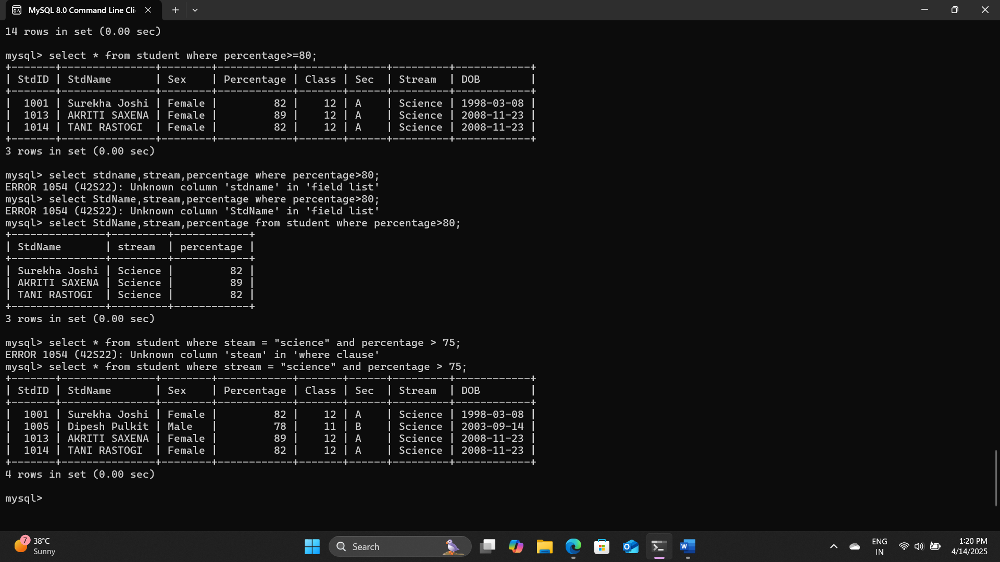 MySQL 8.0 Command Line Cli
14 rows in set (0.00 sec)
mysql> select * from student where percentage>=80;
+-------+---------------+--------+------------+-------+------+---------+------------+
| StdID | StdName       | Sex    | Percentage | Class | Sec  | Stream  | DOB        |
+-------+---------------+--------+------------+-------+------+---------+------------+
|  1001 | Surekha Joshi | Female |         82 |    12 | A    | Science | 1998-03-08 |
|  1013 | AKRITI SAXENA | Female |         89 |    12 | A    | Science | 2008-11-23 |
|  1014 | TANI RASTOGI  | Female |         82 |    12 | A    | Science | 2008-11-23 |
+-------+---------------+--------+------------+-------+------+---------+------------+
3 rows in set (0.00 sec)
mysql> select stdname,stream,percentage where percentage>80;
ERROR 1054 (42S22): Unknown column 'stdname' in 'field list'
mysql> select StdName,stream,percentage where percentage>80;
ERROR 1054 (42S22): Unknown column 'StdName' in 'field list'
mysql> select StdName,stream,percentage from student where percentage>80;
+---------------+---------+------------+
| StdName       | stream  | percentage |
+---------------+---------+------------+
| Surekha Joshi | Science |         82 |
| AKRITI SAXENA | Science |         89 |
| TANI RASTOGI  | Science |         82 |
+---------------+---------+------------+
3 rows in set (0.00 sec)
mysql> select * from student where steam = "science" and percentage > 75;
ERROR 1054 (42S22): Unknown column 'steam' in 'where clause'
mysql> select * from student where stream = "science" and percentage > 75;
+-------+---------------+--------+------------+-------+------+---------+------------+
| StdID | StdName       | Sex    | Percentage | Class | Sec  | Stream  | DOB        |
+-------+---------------+--------+------------+-------+------+---------+------------+
|  1001 | Surekha Joshi | Female |         82 |    12 | A    | Science | 1998-03-08 |
|  1005 | Dipesh Pulkit | Male   |         78 |    11 | B    | Science | 2003-09-14 |
|  1013 | AKRITI SAXENA | Female |         89 |    12 | A    | Science | 2008-11-23 |
|  1014 | TANI RASTOGI  | Female |         82 |    12 | A    | Science | 2008-11-23 |
+-------+---------------+--------+------------+-------+------+---------+------------+
4 rows in set (0.00 sec)
mysql>
7
38°C
Sunny
Search
ENG
IN
1:20 PM
4/14/2025